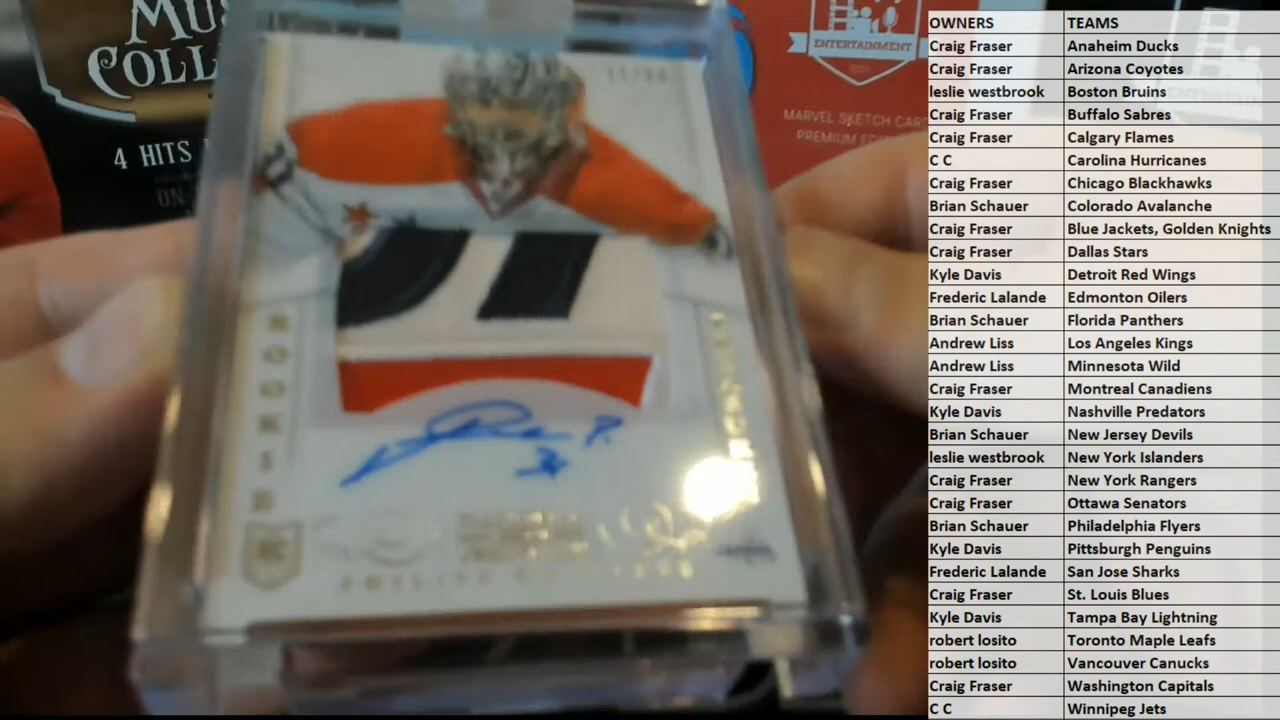 MU
COLL
4 HITS
ON-
ENTERTAINMENT
MARVEL SKETCH CAR
PREMIUM
ROOKIE
RC
OWNERS TEAMS
Craig Fraser Anaheim Ducks
Craig Fraser Arizona Coyotes
leslie westbrook Boston Bruins
Craig Fraser Buffalo Sabres
Craig Fraser Calgary Flames
C C Carolina Hurricanes
Craig Fraser Chicago Blackhawks
Brian Schauer Colorado Avalanche
Craig Fraser Blue Jackets, Golden Knights
Craig Fraser Dallas Stars
Kyle Davis Detroit Red Wings
Frederic Lalande Edmonton Oilers
Brian Schauer Florida Panthers
Andrew Liss Los Angeles Kings
Andrew Liss Minnesota Wild
Craig Fraser Montreal Canadiens
Kyle Davis Nashville Predators
Brian Schauer New Jersey Devils
leslie westbrook New York Islanders
Craig Fraser New York Rangers
Craig Fraser Ottawa Senators
Brian Schauer Philadelphia Flyers
Kyle Davis Pittsburgh Penguins
Frederic Lalande San Jose Sharks
Craig Fraser St. Louis Blues
Kyle Davis Tampa Bay Lightning
robert losito Toronto Maple Leafs
robert losito Vancouver Canucks
Craig Fraser Washington Capitals
C C Winnipeg Jets